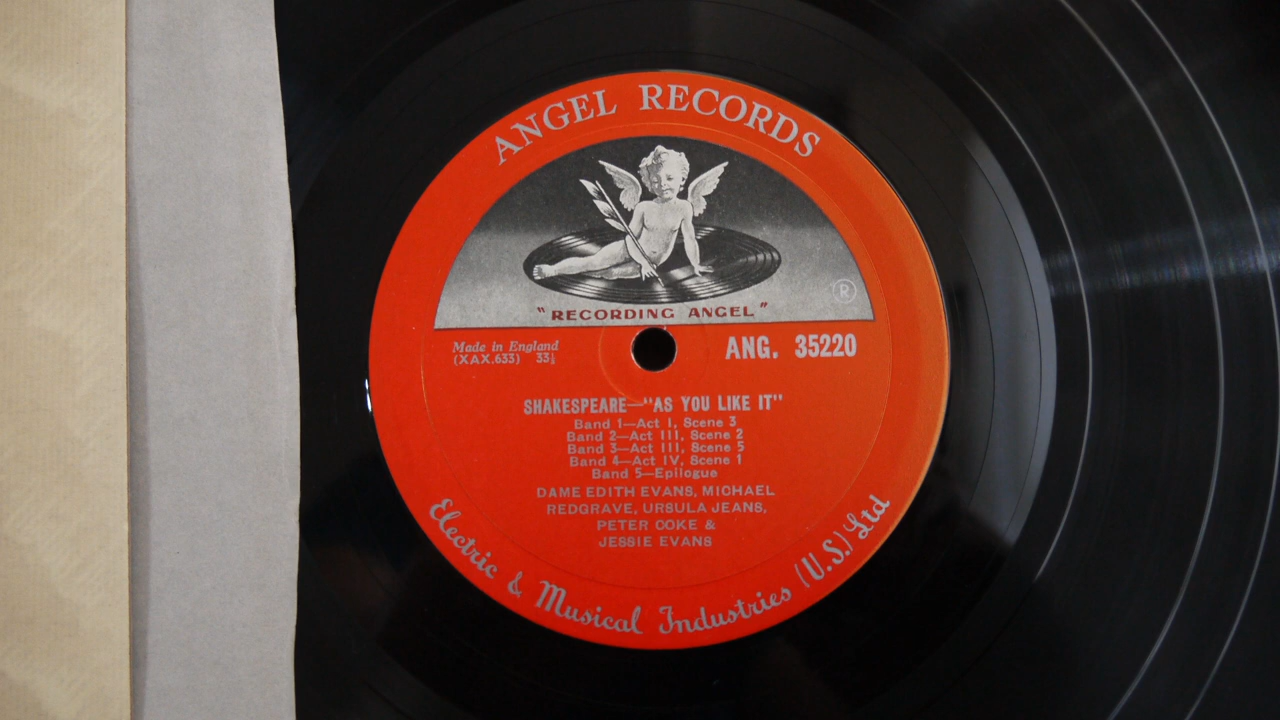 ANGEL RECORDS
®
"RECORDING ANGEL"
Made in England
(XAX.633) 33⅓
ANG. 35220
SHAKESPEARE—"AS YOU LIKE IT"
Band 1—Act I, Scene 3
Band 2—Act III, Scene 2
Band 3—Act III, Scene 5
Band 4—Act IV, Scene 1
Band 5—Epilogue
DAME EDITH EVANS, MICHAEL
REDGRAVE, URSULA JEANS,
PETER COKE &
JESSIE EVANS
Electric & Musical Industries (U.S.) Ltd